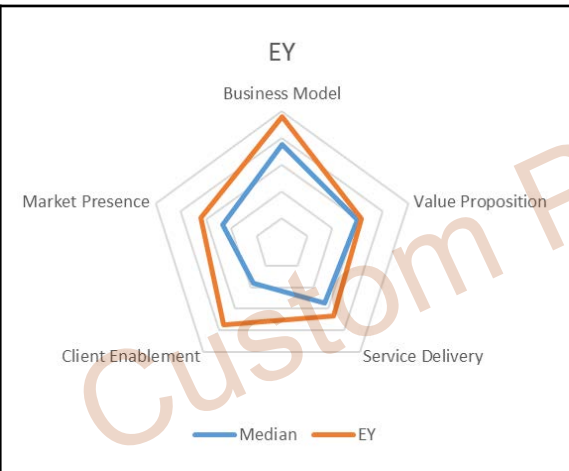 EY
Business Model
Market Presence
Value Proposition
Client Enablement
Service Delivery
Median
EY
Custom